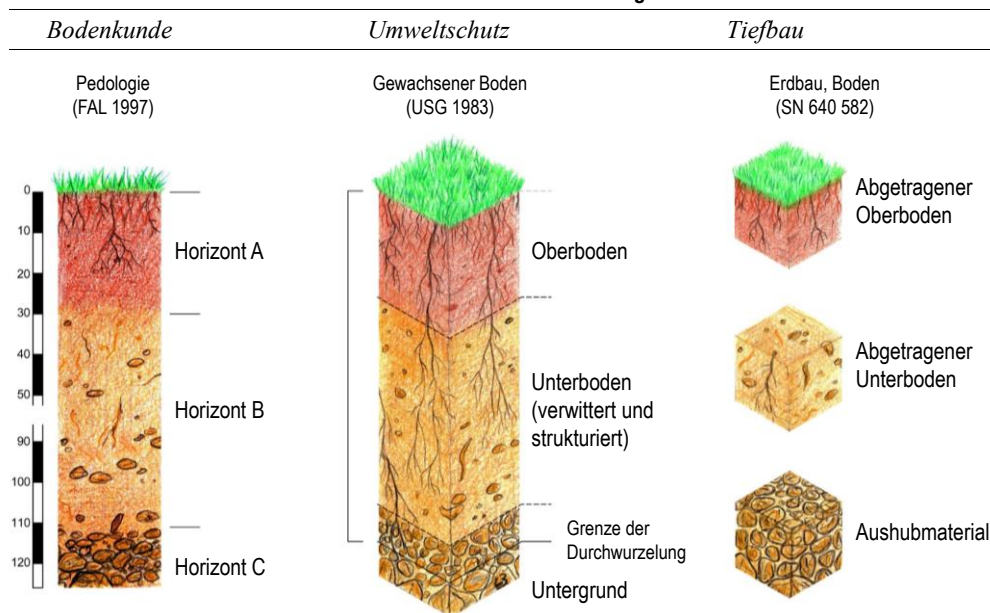 Bodenkunde Umweltschutz Tiefbau
Pedologie
(FAL 1997)
Gewachsener Boden
(USG 1983)
Erdbau, Boden
(SN 640 582)
0
10
20
30
40
50
90
100
110
120
Horizont A
Horizont B
Horizont C
Oberboden
Unterboden
(verwittert und
strukturiert)
Grenze der
Durchwurzelung
Untergrund
Abgetragener
Oberboden
Abgetragener
Unterboden
Aushubmaterial